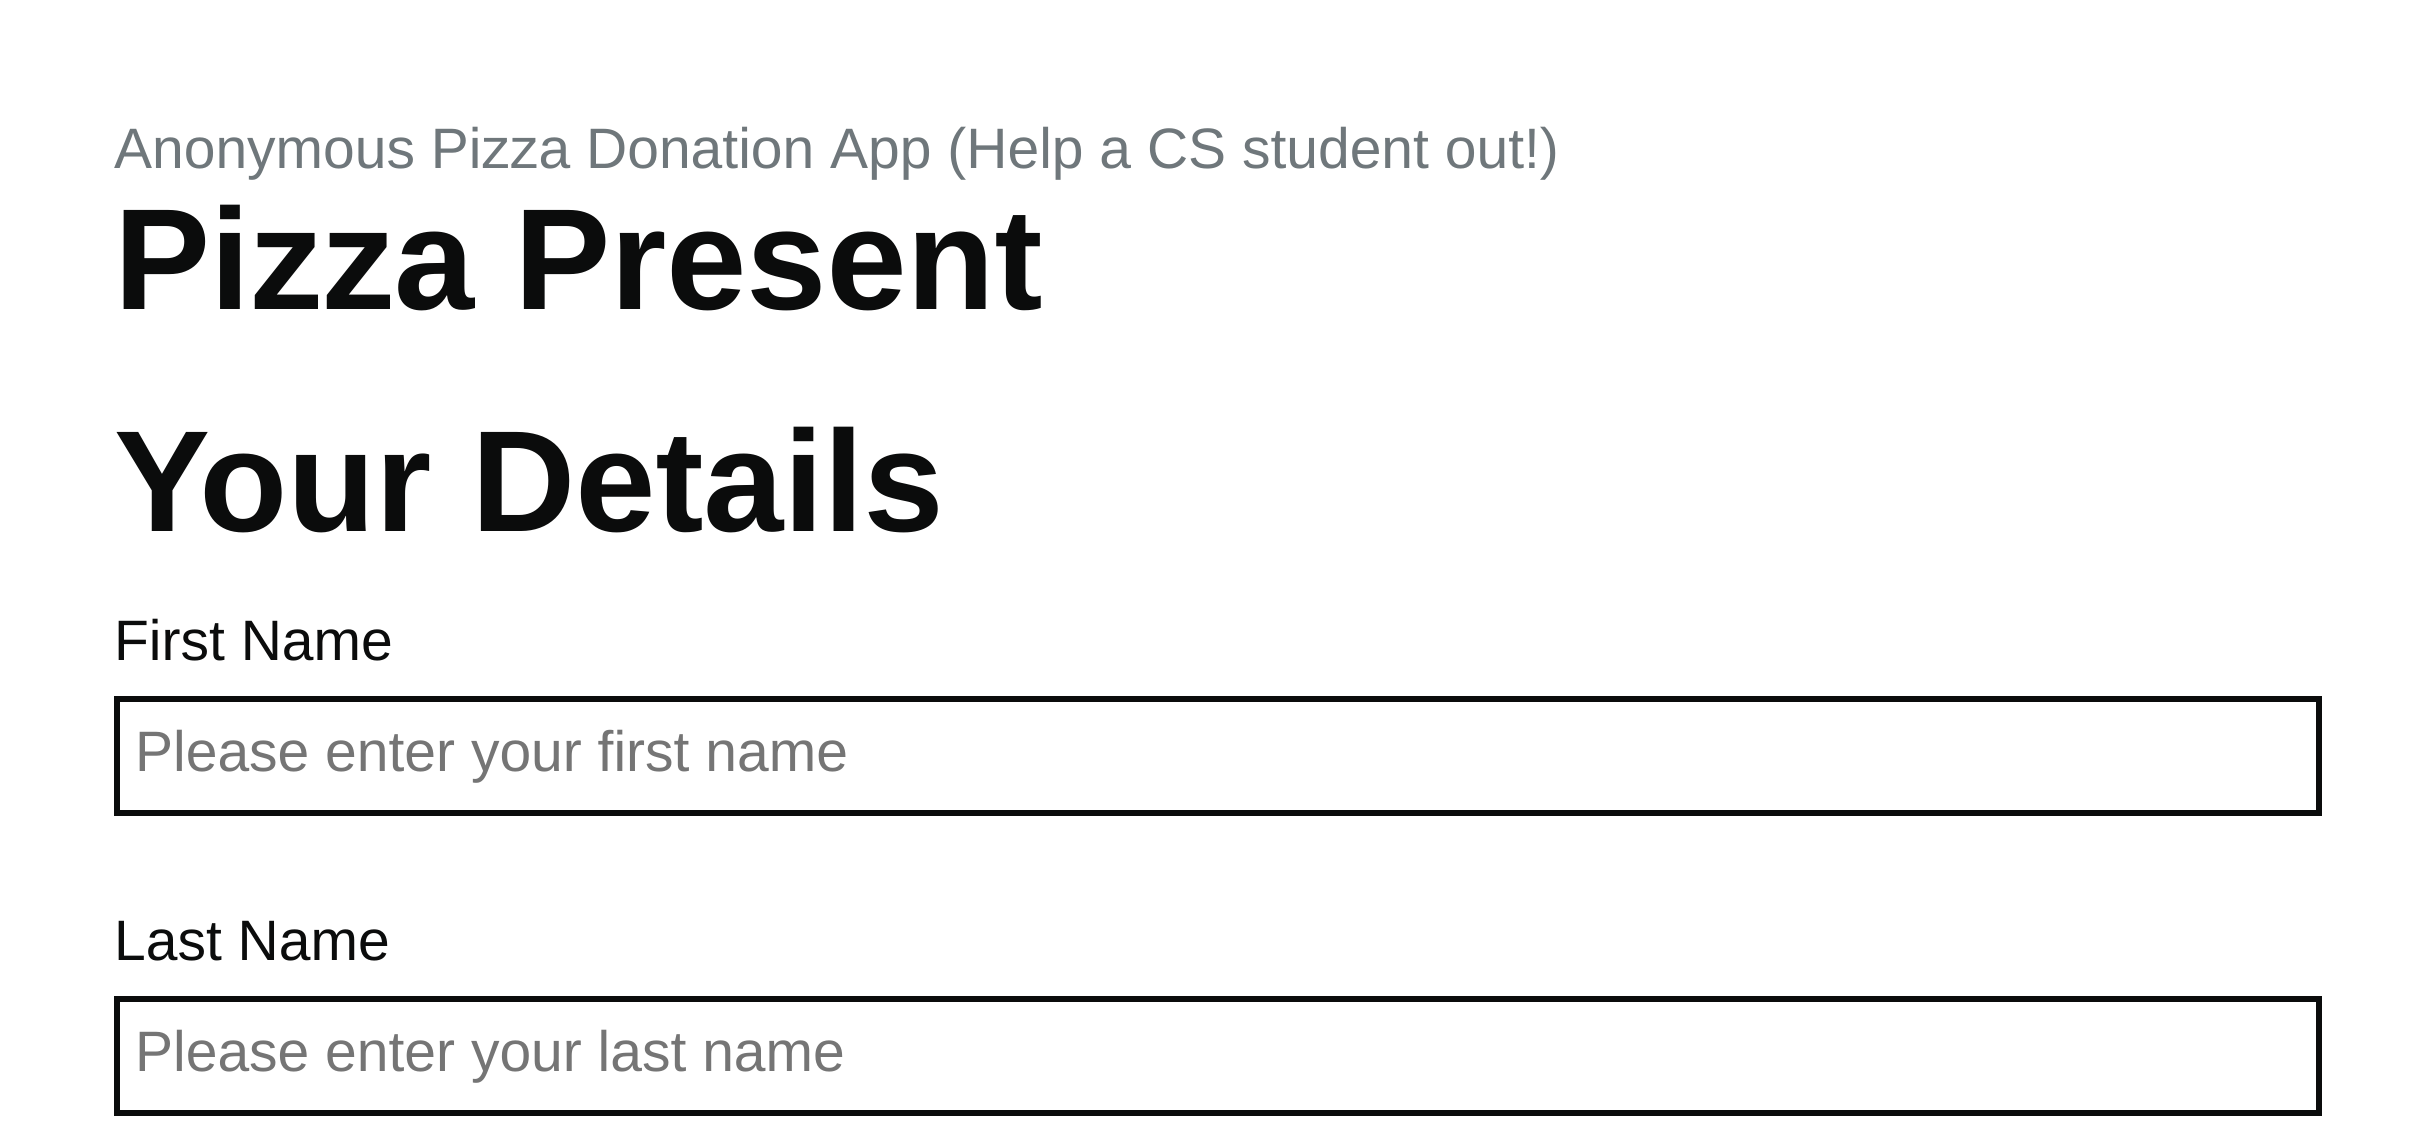 Anonymous Pizza Donation App (Help a CS student out!)
Pizza Present
Your Details
First Name
Please enter your first name
Last Name
Please enter your last name